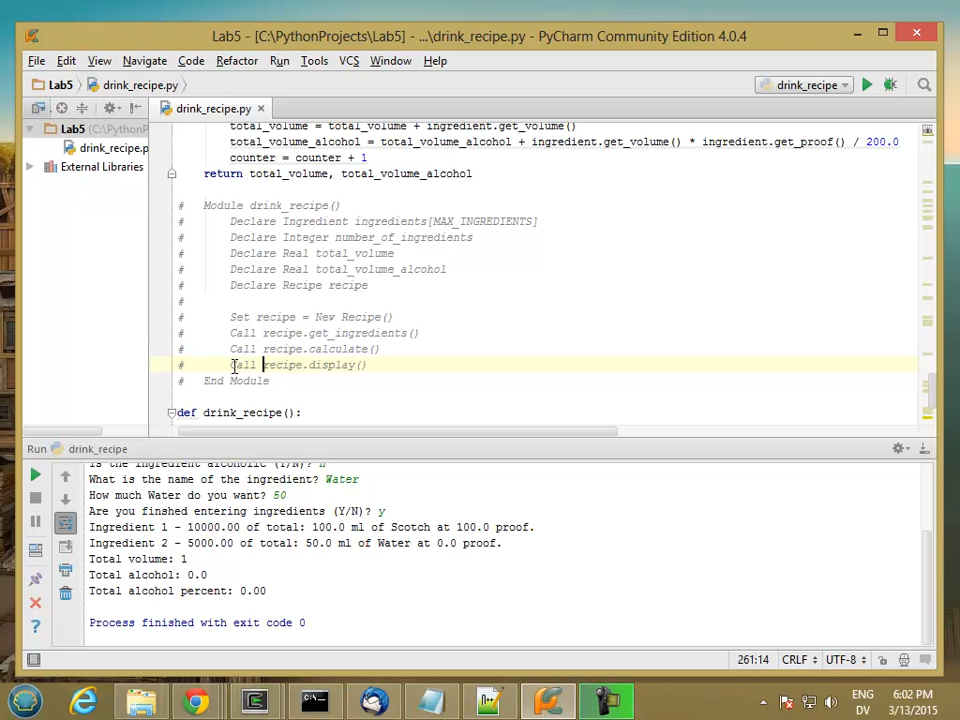 Lab5 - [C:\PythonProjects\Lab5] - ...\drink_recipe.py - PyCharm Community Edition 4.0.4
File Edit View Navigate Code Refactor Run Tools VCS Window Help
Lab5 drink_recipe.py drink_recipe
drink_recipe.py
Lab5 (C:\PythonP
drink_recipe.p
External Libraries
total_volume = total_volume + ingredient.get_volume()
total_volume_alcohol = total_volume_alcohol + ingredient.get_volume() * ingredient.get_proof() / 200.0
counter = counter + 1
return total_volume, total_volume_alcohol
# Module drink_recipe()
# Declare Ingredient ingredients[MAX_INGREDIENTS]
# Declare Integer number_of_ingredients
# Declare Real total_volume
# Declare Real total_volume_alcohol
# Declare Recipe recipe
#
# Set recipe = New Recipe()
# Call recipe.get_ingredients()
# Call recipe.calculate()
# Call recipe.display()
# End Module
def drink_recipe():
Run drink_recipe
Is the ingredient alcoholic (Y/N)? n
What is the name of the ingredient? Water
How much Water do you want? 50
Are you finshed entering ingredients (Y/N)? y
Ingredient 1 - 10000.00 of total: 100.0 ml of Scotch at 100.0 proof.
Ingredient 2 - 5000.00 of total: 50.0 ml of Water at 0.0 proof.
Total volume: 1
Total alcohol: 0.0
Total alcohol percent: 0.00
Process finished with exit code 0
261:14 CRLF UTF-8
ENG 6:02 PM
DV 3/13/2015